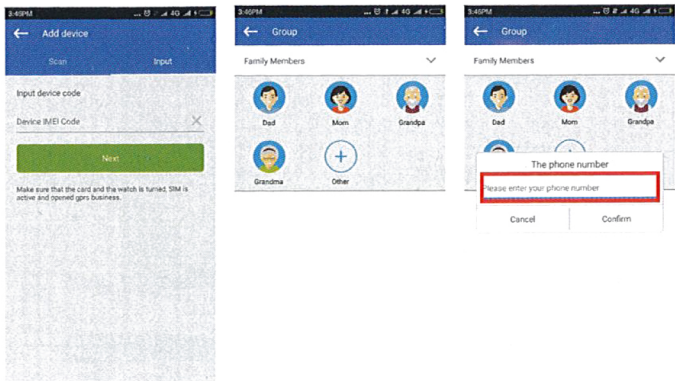 3:46PM ... 4G
Add device
Scan Input
Input device code
Device IMEI Code
Next
Make sure that the card and the watch is turned, SIM is
active and opened gprs business.
3:46PM ... 4G
Group
Family Members
Dad Mom Grandpa
Grandma Other
3:46PM ... 4G
Group
Family Members
Dad Mom Grandpa
The phone number
Please enter your phone number
Cancel Confirm